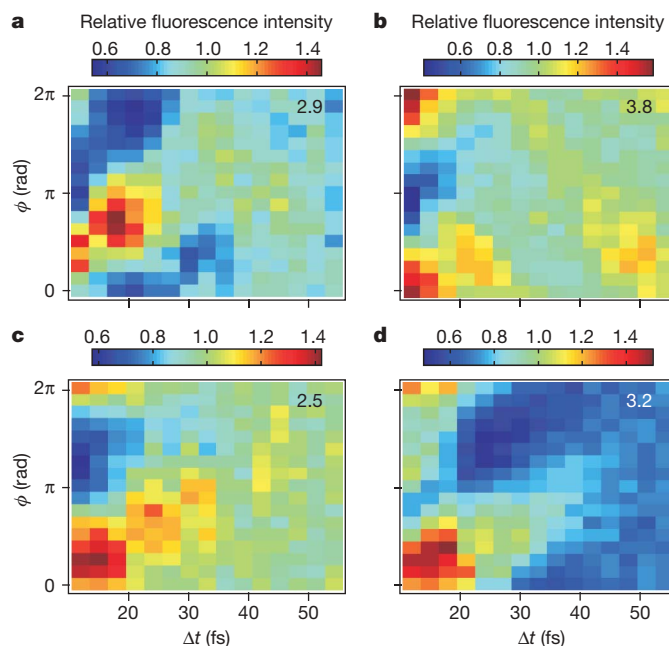 a Relative fluorescence intensity
0.6 0.8 1.0 1.2 1.4
2π
π
0
ϕ (rad)
2.9
b Relative fluorescence intensity
0.6 0.8 1.0 1.2 1.4
3.8
c
0.6 0.8 1.0 1.2 1.4
2π
π
0
ϕ (rad)
2.5
20 30 40 50
Δt (fs)
d
0.6 0.8 1.0 1.2 1.4
3.2
20 30 40 50
Δt (fs)